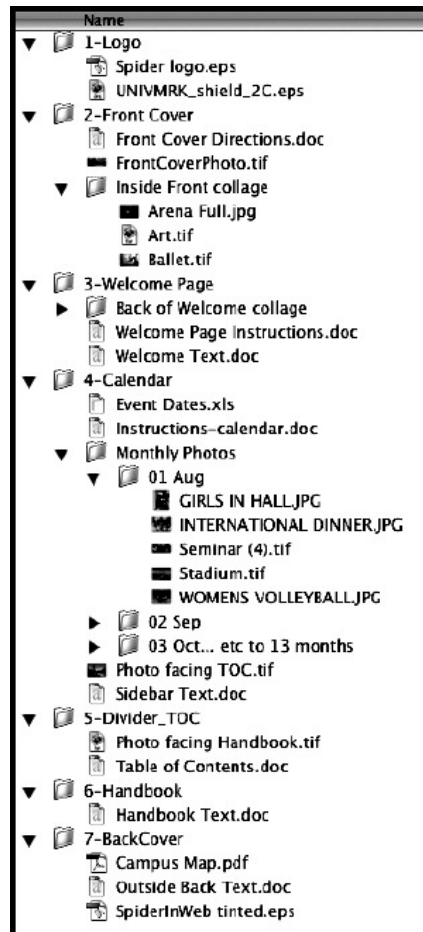 Name
1-Logo
Spider logo.eps
UNIVMRK_shield_2C.eps
2-Front Cover
Front Cover Directions.doc
FrontCoverPhoto.tif
Inside Front collage
Arena Full.jpg
Art.tif
Ballet.tif
3-Welcome Page
Back of Welcome collage
Welcome Page Instructions.doc
Welcome Text.doc
4-Calendar
Event Dates.xls
Instructions-calendar.doc
Monthly Photos
01 Aug
GIRLS IN HALL.JPG
INTERNATIONAL DINNER.JPG
Seminar (4).tif
Stadium.tif
WOMENS VOLLEYBALL.JPG
02 Sep
03 Oct... etc to 13 months
Photo facing TOC.tif
Sidebar Text.doc
5-Divider_TOC
Photo facing Handbook.tif
Table of Contents.doc
6-Handbook
Handbook Text.doc
7-BackCover
Campus Map.pdf
Outside Back Text.doc
SpiderInWeb tinted.eps